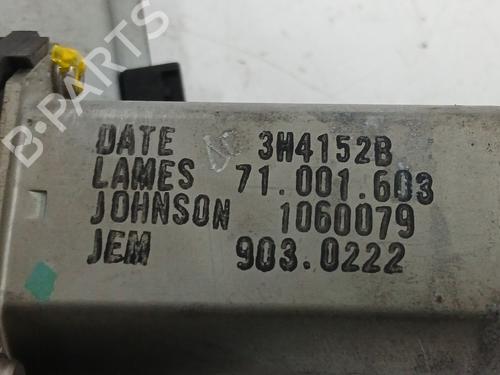 B-PARTS
DATE 3H4152B
LAMES 71.001.603
JOHNSON 1060079
JEM 903.0222